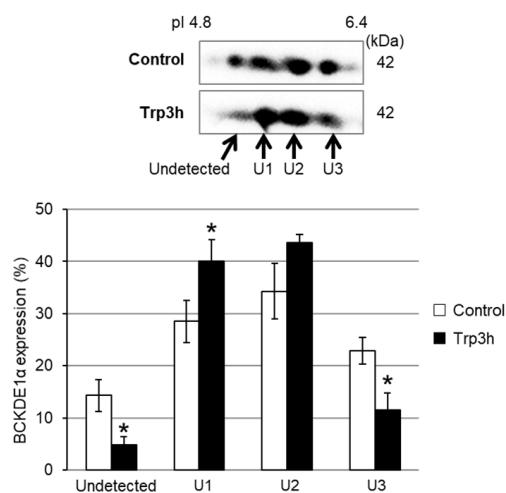 pI 4.8 6.4
(kDa)
Control 42
Trp3h 42
Undetected U1 U2 U3
50
40
30
20
10
0
BCKDE1α expression (%)
* * *
Control
Trp3h
Undetected U1 U2 U3